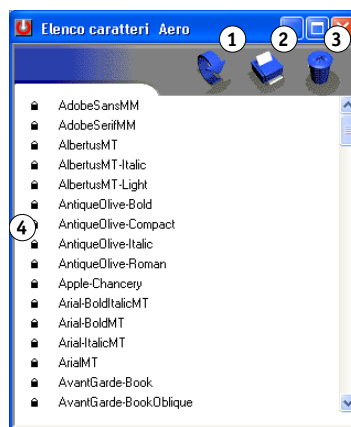 Elenco caratteri Aero
1 2 3
AdobeSansMM
AdobeSerifMM
AlbertusMT
AlbertusMT-Italic
AlbertusMT-Light
AntiqueOlive-Bold
4 AntiqueOlive-Compact
AntiqueOlive-Italic
AntiqueOlive-Roman
Apple-Chancery
Arial-BoldItalicMT
Arial-BoldMT
Arial-ItalicMT
ArialMT
AvantGarde-Book
AvantGarde-BookOblique